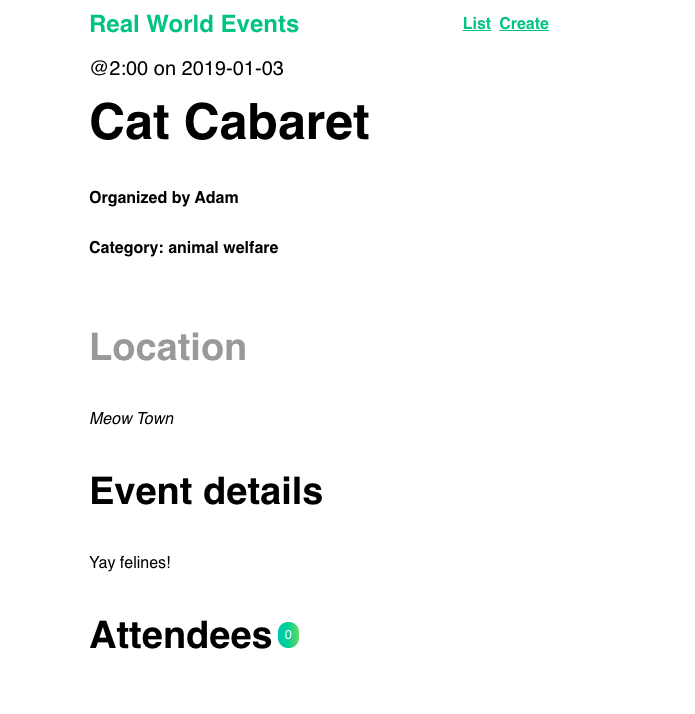 Real World Events
List Create
@2:00 on 2019-01-03
Cat Cabaret
Organized by Adam
Category: animal welfare
Location
Meow Town
Event details
Yay felines!
Attendees 0